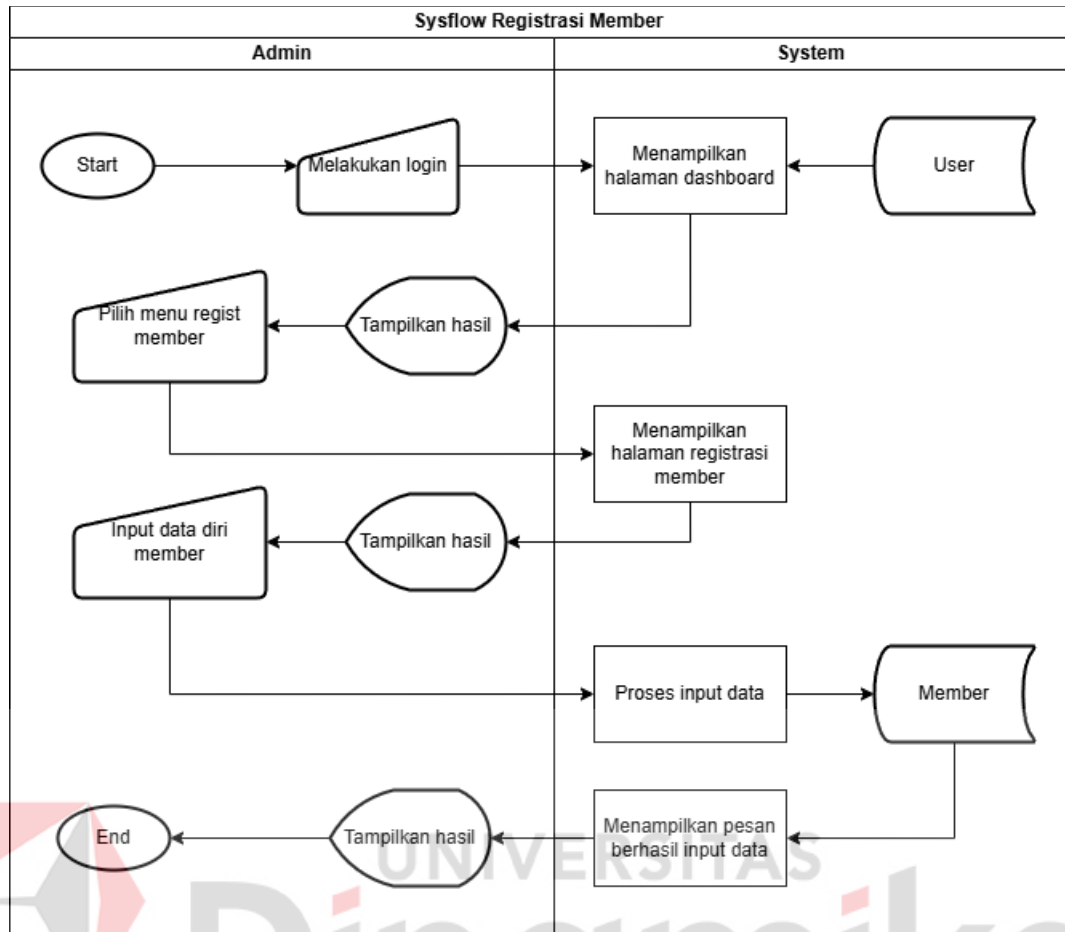 Sysflow Registrasi Member
Admin
System
Start
Melakukan login
Menampilkan
halaman dashboard
User
Pilih menu regist
member
Tampilkan hasil
Menampilkan
halaman registrasi
member
Input data diri
member
Tampilkan hasil
Proses input data
Member
End
Tampilkan hasil
Menampilkan pesan
berhasil input data
UNIVERSITAS
Dinamika